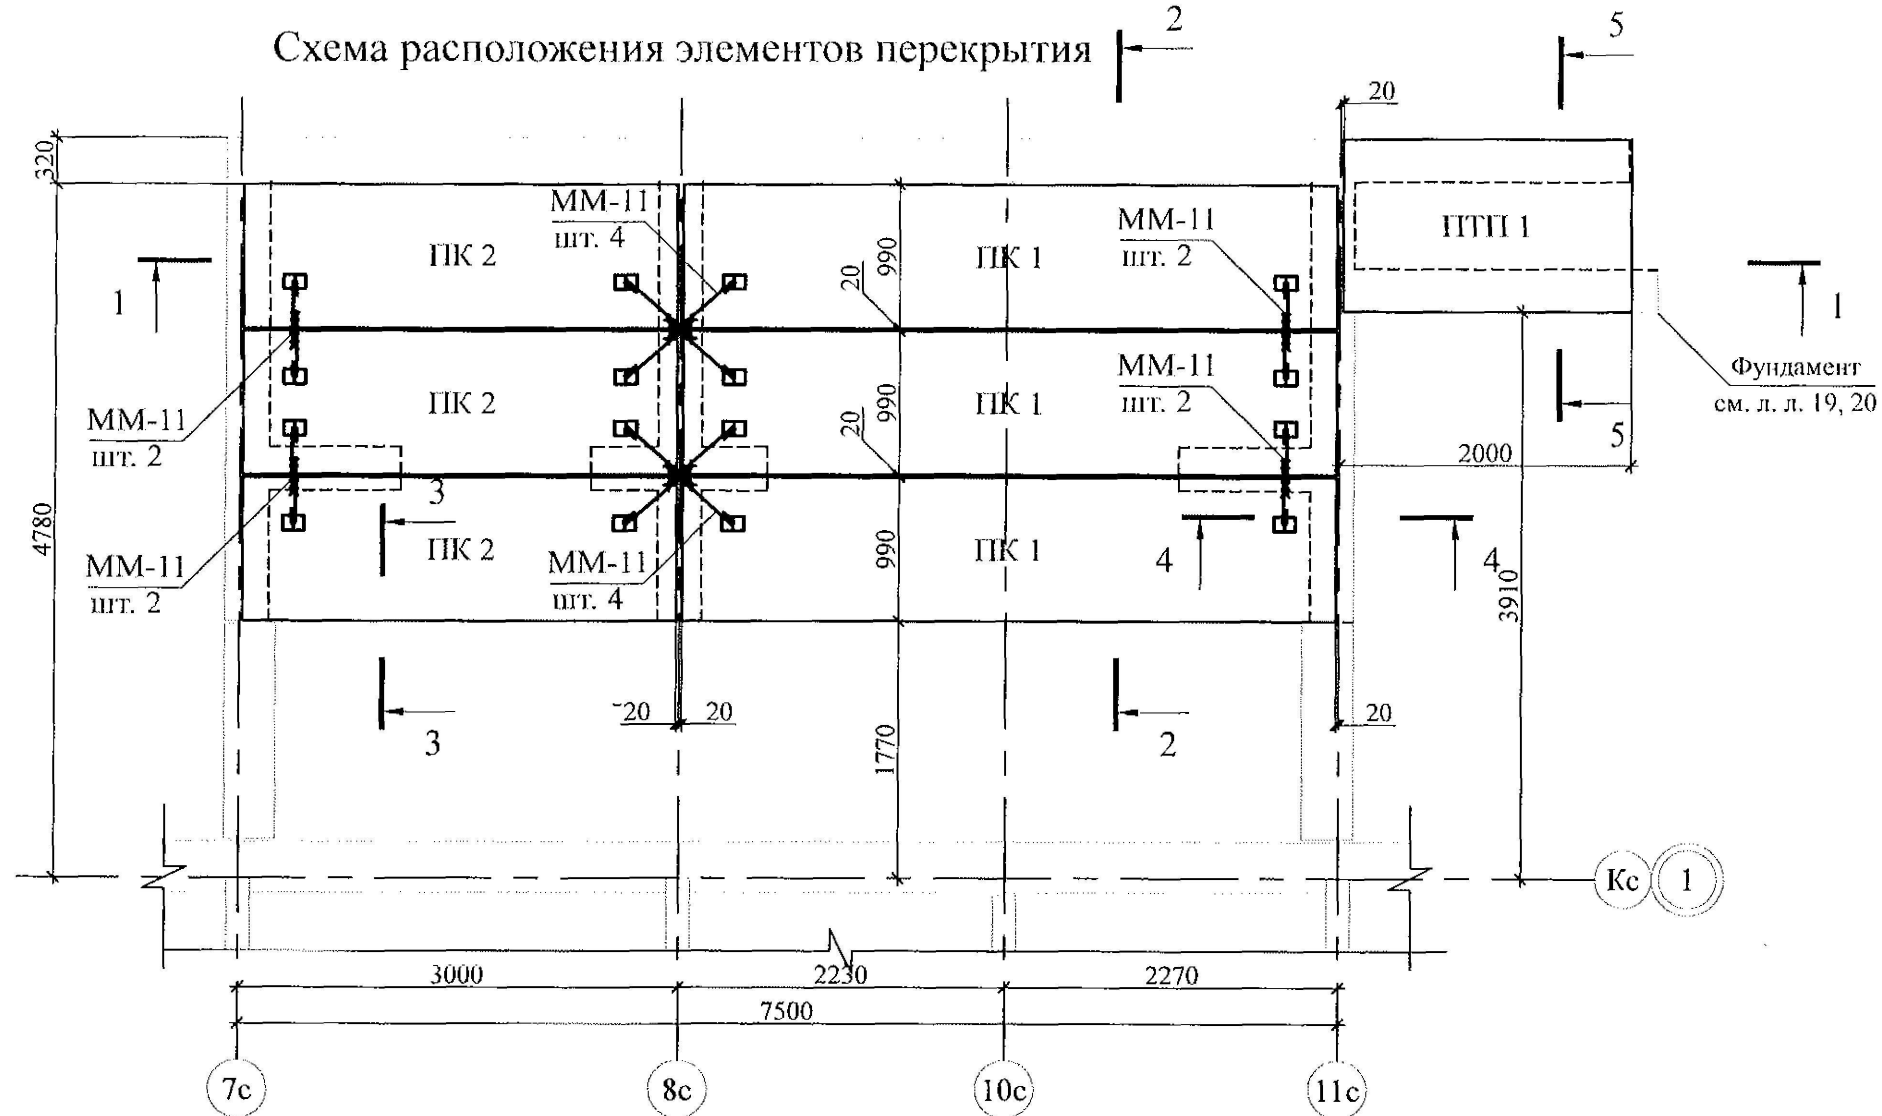 Схема расположения элементов перекрытия
2
5
20
320
ММ-11
шт. 4
ПК 2
990
ПК 1
ММ-11
шт. 2
ПТП 1
1
20
1
Фундамент
см. л. л. 19, 20
ММ-11
шт. 2
ПК 2
990
20
ПК 1
ММ-11
шт. 2
5
2000
3
4780
ММ-11
шт. 2
ПК 2
ММ-11
шт. 4
990
ПК 1
4
4
3910
20
20
20
3
1770
2
Кс
1
3000
2230
2270
7500
7с
8с
10с
11с